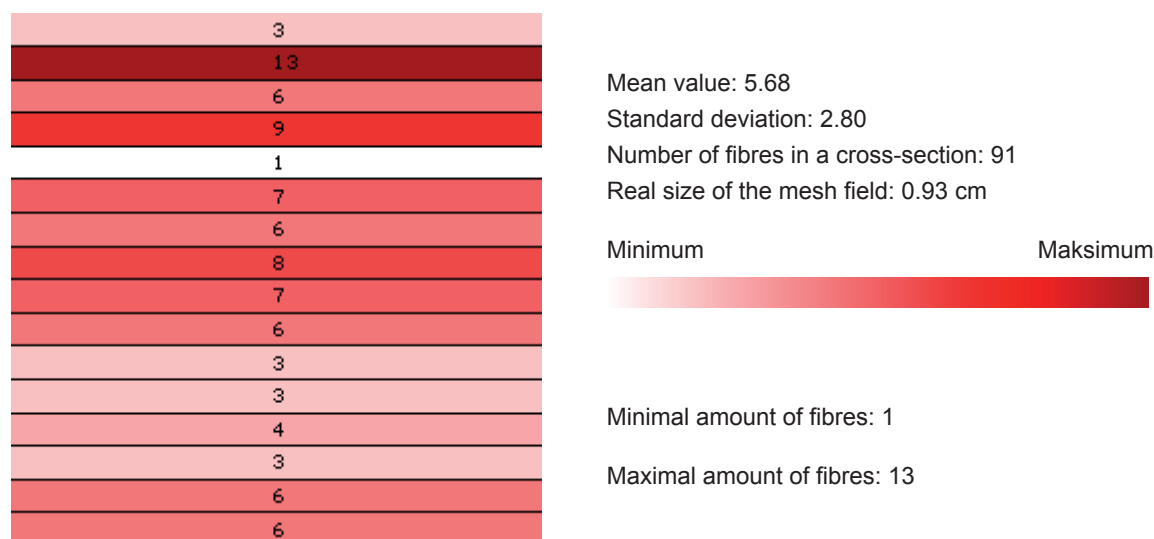 3
13
6
9
1
7
6
8
7
6
3
3
4
3
6
6
Mean value: 5.68
Standard deviation: 2.80
Number of fibres in a cross-section: 91
Real size of the mesh field: 0.93 cm
Minimum Maksimum
Minimal amount of fibres: 1
Maximal amount of fibres: 13